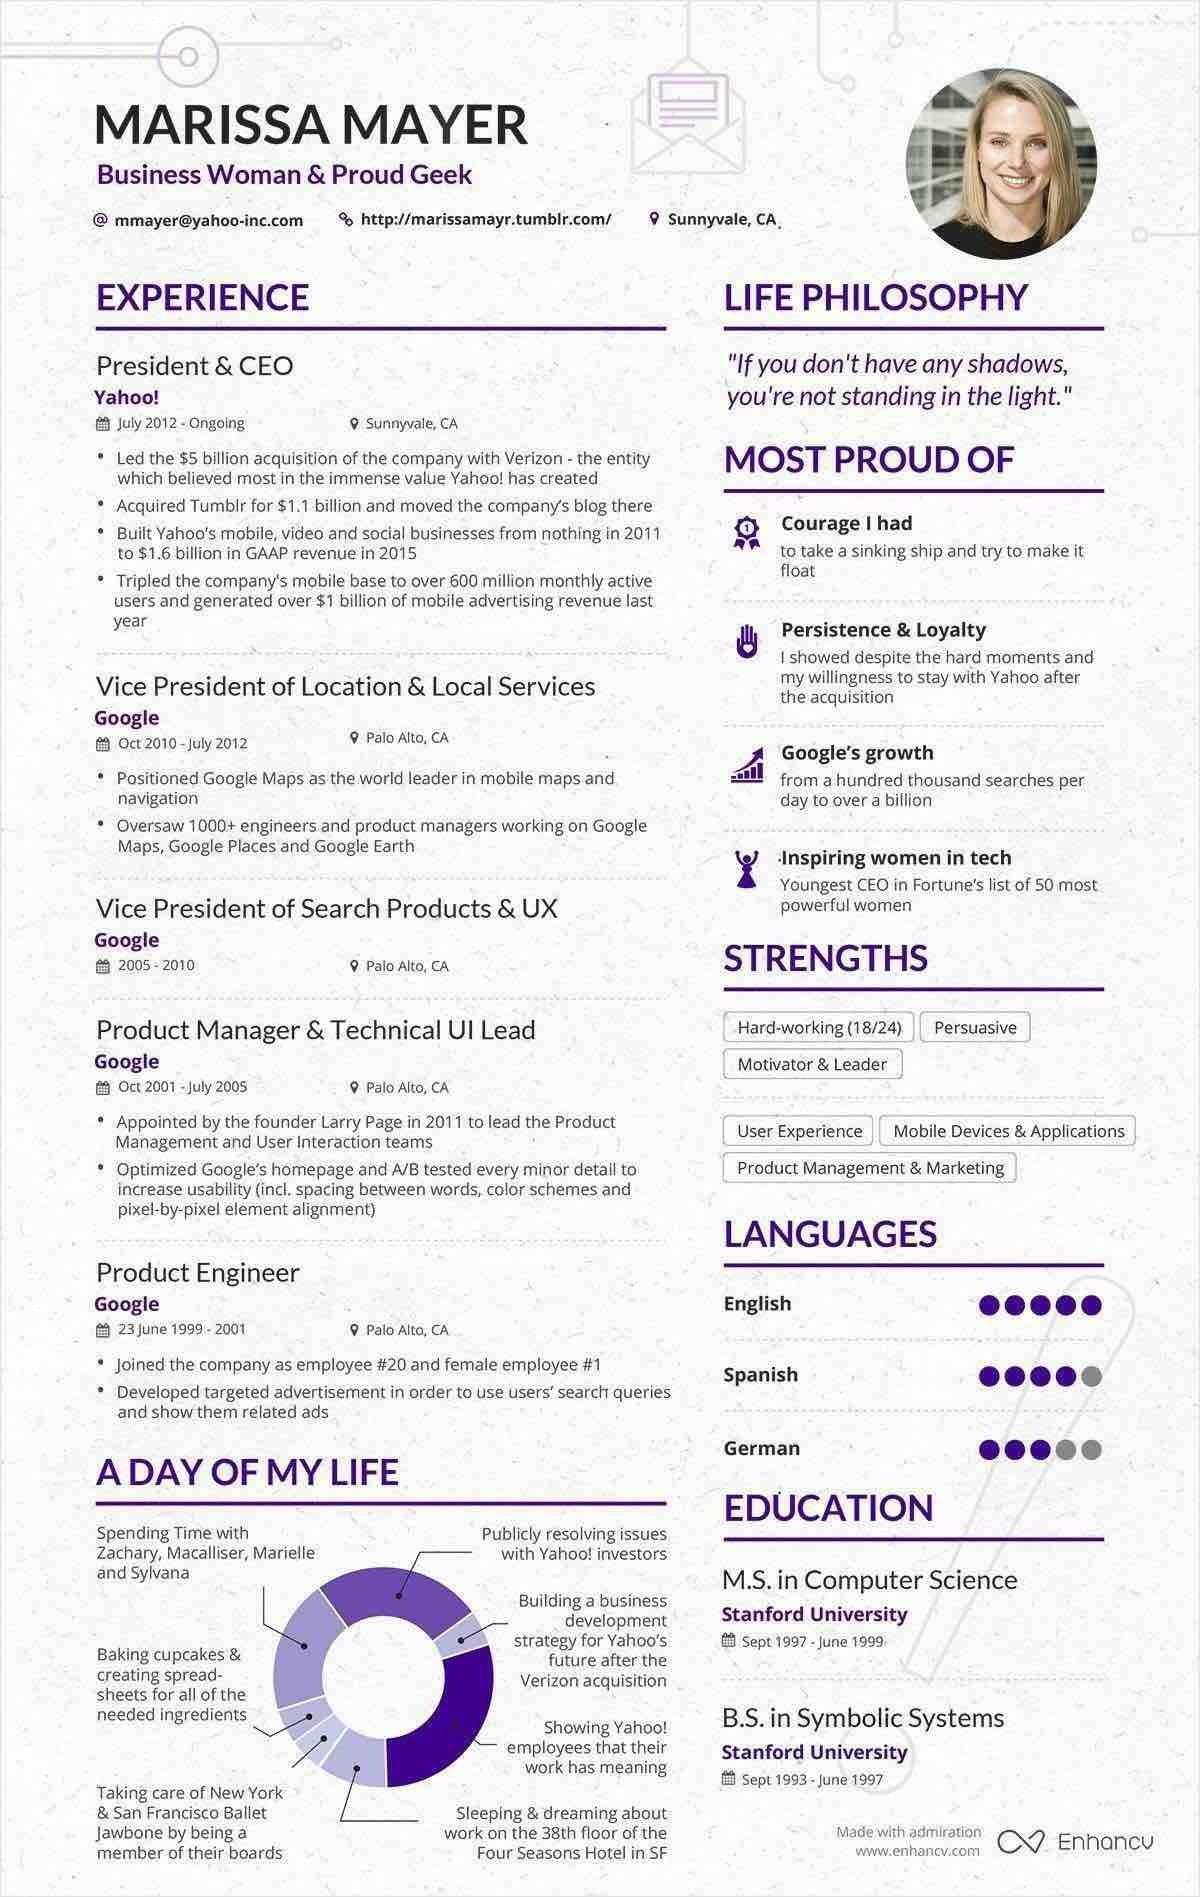 MARISSA MAYER
Business Woman & Proud Geek
@ mmayer@yahoo-inc.com http://marissamayr.tumblr.com/ Sunnyvale, CA
EXPERIENCE
President & CEO
Yahoo!
July 2012 - Ongoing Sunnyvale, CA
• Led the $5 billion acquisition of the company with Verizon - the entity
which believed most in the immense value Yahoo! has created
• Acquired Tumblr for $1.1 billion and moved the company's blog there
• Built Yahoo's mobile, video and social businesses from nothing in 2011
to $1.6 billion in GAAP revenue in 2015
• Tripled the company's mobile base to over 600 million monthly active
users and generated over $1 billion of mobile advertising revenue last
year
Vice President of Location & Local Services
Google
Oct 2010 - July 2012 Palo Alto, CA
• Positioned Google Maps as the world leader in mobile maps and
navigation
• Oversaw 1000+ engineers and product managers working on Google
Maps, Google Places and Google Earth
Vice President of Search Products & UX
Google
2005 - 2010 Palo Alto, CA
Product Manager & Technical UI Lead
Google
Oct 2001 - July 2005 Palo Alto, CA
• Appointed by the founder Larry Page in 2011 to lead the Product
Management and User Interaction teams
• Optimized Google's homepage and A/B tested every minor detail to
increase usability (incl. spacing between words, color schemes and
pixel-by-pixel element alignment)
Product Engineer
Google
23 June 1999 - 2001 Palo Alto, CA
• Joined the company as employee #20 and female employee #1
• Developed targeted advertisement in order to use users' search queries
and show them related ads
A DAY OF MY LIFE
Spending Time with
Zachary, Macalliser, Marielle
and Sylvana
Baking cupcakes &
creating spread-
sheets for all of the
needed ingredients
Taking care of New York
& San Francisco Ballet
Jawbone by being a
member of their boards
Publicly resolving issues
with Yahoo! investors
Building a business
development
strategy for Yahoo's
future after the
Verizon acquisition
Showing Yahoo!
employees that their
work has meaning
Sleeping & dreaming about
work on the 38th floor of the
Four Seasons Hotel in SF
LIFE PHILOSOPHY
"If you don't have any shadows,
you're not standing in the light."
MOST PROUD OF
1
Courage I had
to take a sinking ship and try to make it
float
Persistence & Loyalty
I showed despite the hard moments and
my willingness to stay with Yahoo after
the acquisition
Google's growth
from a hundred thousand searches per
day to over a billion
Inspiring women in tech
Youngest CEO in Fortune's list of 50 most
powerful women
STRENGTHS
Hard-working (18/24) Persuasive
Motivator & Leader
User Experience Mobile Devices & Applications
Product Management & Marketing
LANGUAGES
English
Spanish
German
EDUCATION
M.S. in Computer Science
Stanford University
Sept 1997 - June 1999
B.S. in Symbolic Systems
Stanford University
Sept 1993 - June 1997
Made with admiration
www.enhancv.com
Enhancv